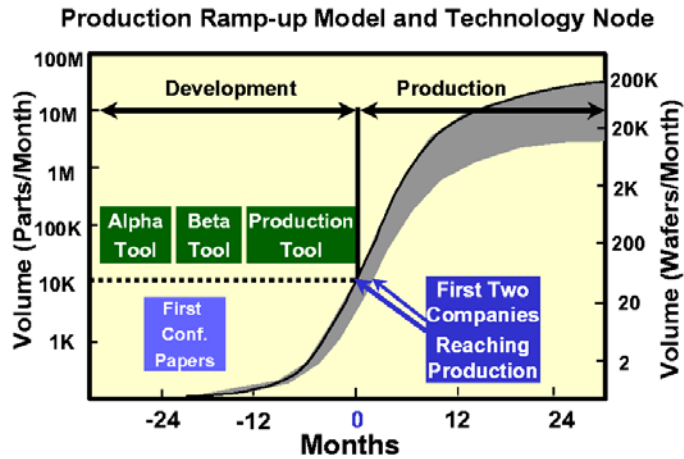 Production Ramp-up Model and Technology Node
Volume (Parts/Month)
100M
10M
1M
100K
10K
1K
Development
Production
Alpha
Tool
Beta
Tool
Production
Tool
First
Conf.
Papers
First Two
Companies
Reaching
Production
200K
20K
2K
200
20
2
Volume (Wafers/Month)
-24
-12
0
12
24
Months